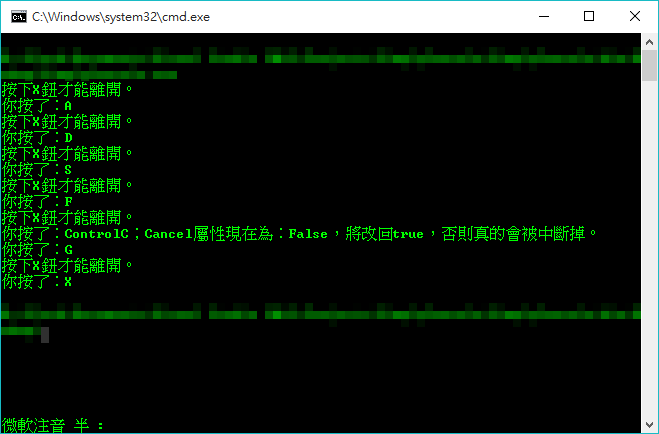 C:\Windows\system32\cmd.exe
按下X鈕才能離開。
你按了：A
按下X鈕才能離開。
你按了：D
按下X鈕才能離開。
你按了：S
按下X鈕才能離開。
你按了：F
按下X鈕才能離開。
你按了：ControlC；Cancel屬性現在為：False，將改回true，否則真的會被中斷掉。
你按了：G
按下X鈕才能離開。
你按了：X
微軟注音 半：